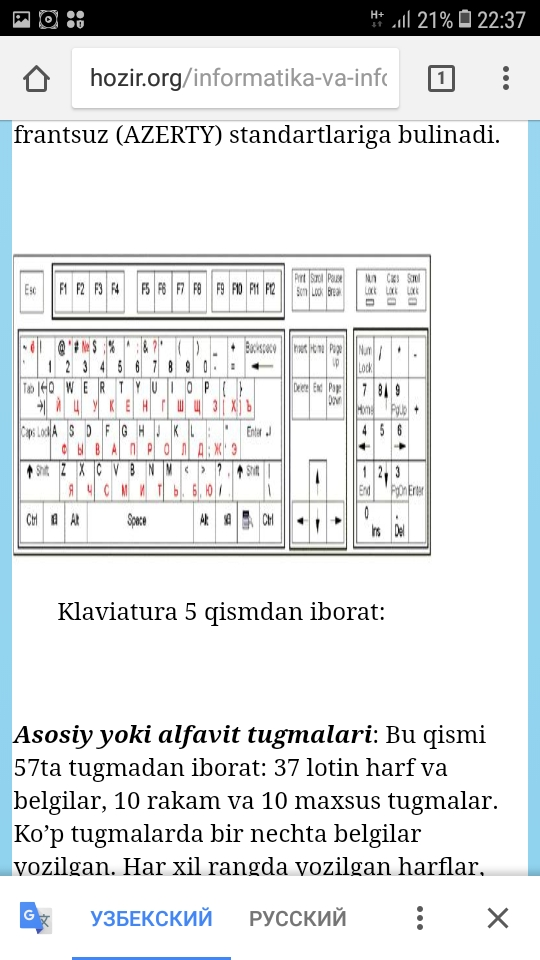 H+ 21% 22:37
hozir.org/informatika-va-info
1
frantsuz (AZERTY) standartlariga bulinadi.
Esc F1 F2 F3 F4 F5 F6 F7 F8 F9 F10 F11 F12 Print Scrn Scroll Lock Pause Break Num Lock Caps Lock Scroll Lock
1 2 3 4 5 6 7 8 9 0 Backspace Insert Home Page Up Num Lock / * -
Tab Q W E R T Y U I O P { } Delete End Page Down 7 8 9
Й Ц У К Е Н Г Ш Щ З [ Х ] Ъ Home PgUp +
Caps Lock A S D F G H J K L : " Enter 4 5 6
Ф Ы В А П Р О Л Д ; Ж ' Э
Shift Z X C V B N M < > ? Shift | 1 2 3
Я Ч С М И Т Ь , Б . Ю / \ End PgDn Enter
Ctrl Alt Space Alt Ctrl 0 .
Ins Del
Klaviatura 5 qismdan iborat:
Asosiy yoki alfavit tugmalari: Bu qismi
57ta tugmadan iborat: 37 lotin harf va
belgilar, 10 rakam va 10 maxsus tugmalar.
Ko’p tugmalarda bir nechta belgilar
yozilgan. Har xil rangda yozilgan harflar,
УЗБЕКСКИЙ РУССКИЙ